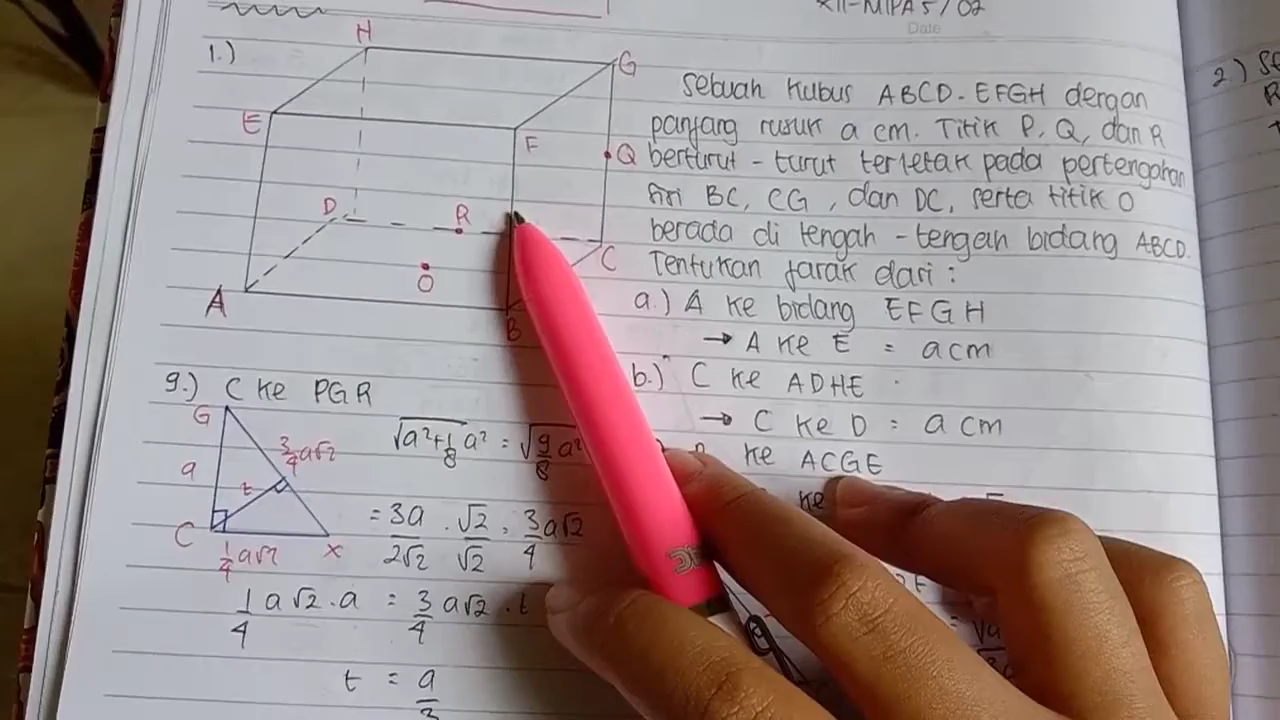 XII-MIPA 5 / 02
Date
1.)
H
G
E
F
Q
D
R
O
C
A
B
Sebuah kubus ABCD.EFGH dengan
panjang rusuk a cm. Titik P, Q, dan R
berturut-turut terletak pada pertengahan
sisi BC, CG, dan DC, serta titik O
berada di tengah-tengah bidang ABCD.
Tentukan jarak dari :
a.) A ke bidang EFGH
→ A ke E = a cm
b.) C ke ADHE
→ C ke D = a cm
ke ACGE
ke
9.) C ke PGR
G
a
t
3/4 a√2
C
1/4 a√2
x
√a²+1/8 a² = √9/8 a²
= 3a/2√2 . √2/√2 = 3a√2/4
1/4 a√2 . a = 3/4 a√2 . t
t = a/3
2)